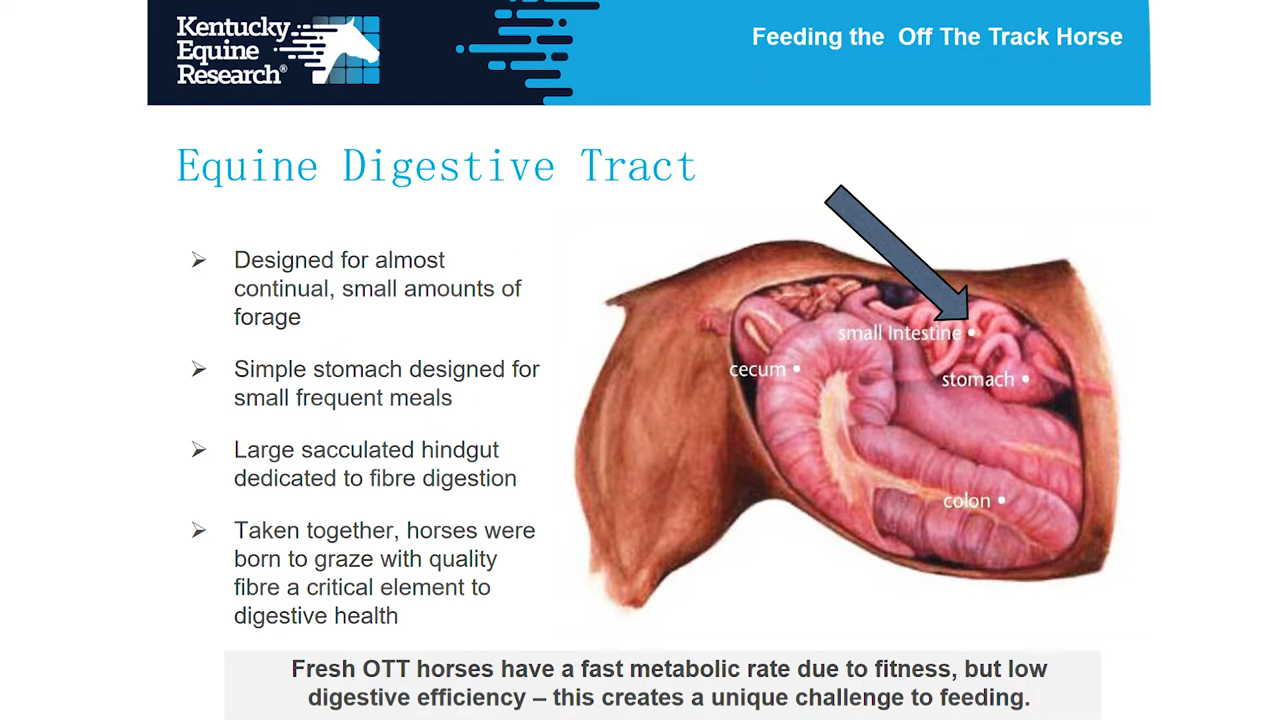 Kentucky
Equine
Research®
Feeding the Off The Track Horse
Equine Digestive Tract
Designed for almost
continual, small amounts of
forage
Simple stomach designed for
small frequent meals
Large sacculated hindgut
dedicated to fibre digestion
Taken together, horses were
born to graze with quality
fibre a critical element to
digestive health
small Intestine
cecum
stomach
colon
Fresh OTT horses have a fast metabolic rate due to fitness, but low
digestive efficiency – this creates a unique challenge to feeding.